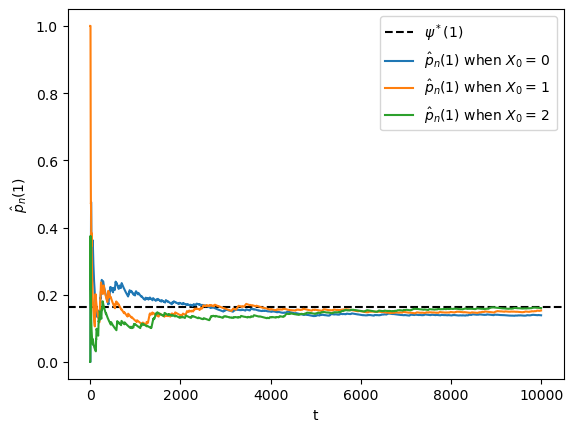 1.0
0.8
0.6
0.4
0.2
0.0
p̂ₙ(1)
ψ*(1)
p̂ₙ(1) when X₀ = 0
p̂ₙ(1) when X₀ = 1
p̂ₙ(1) when X₀ = 2
0 2000 4000 6000 8000 10000
t